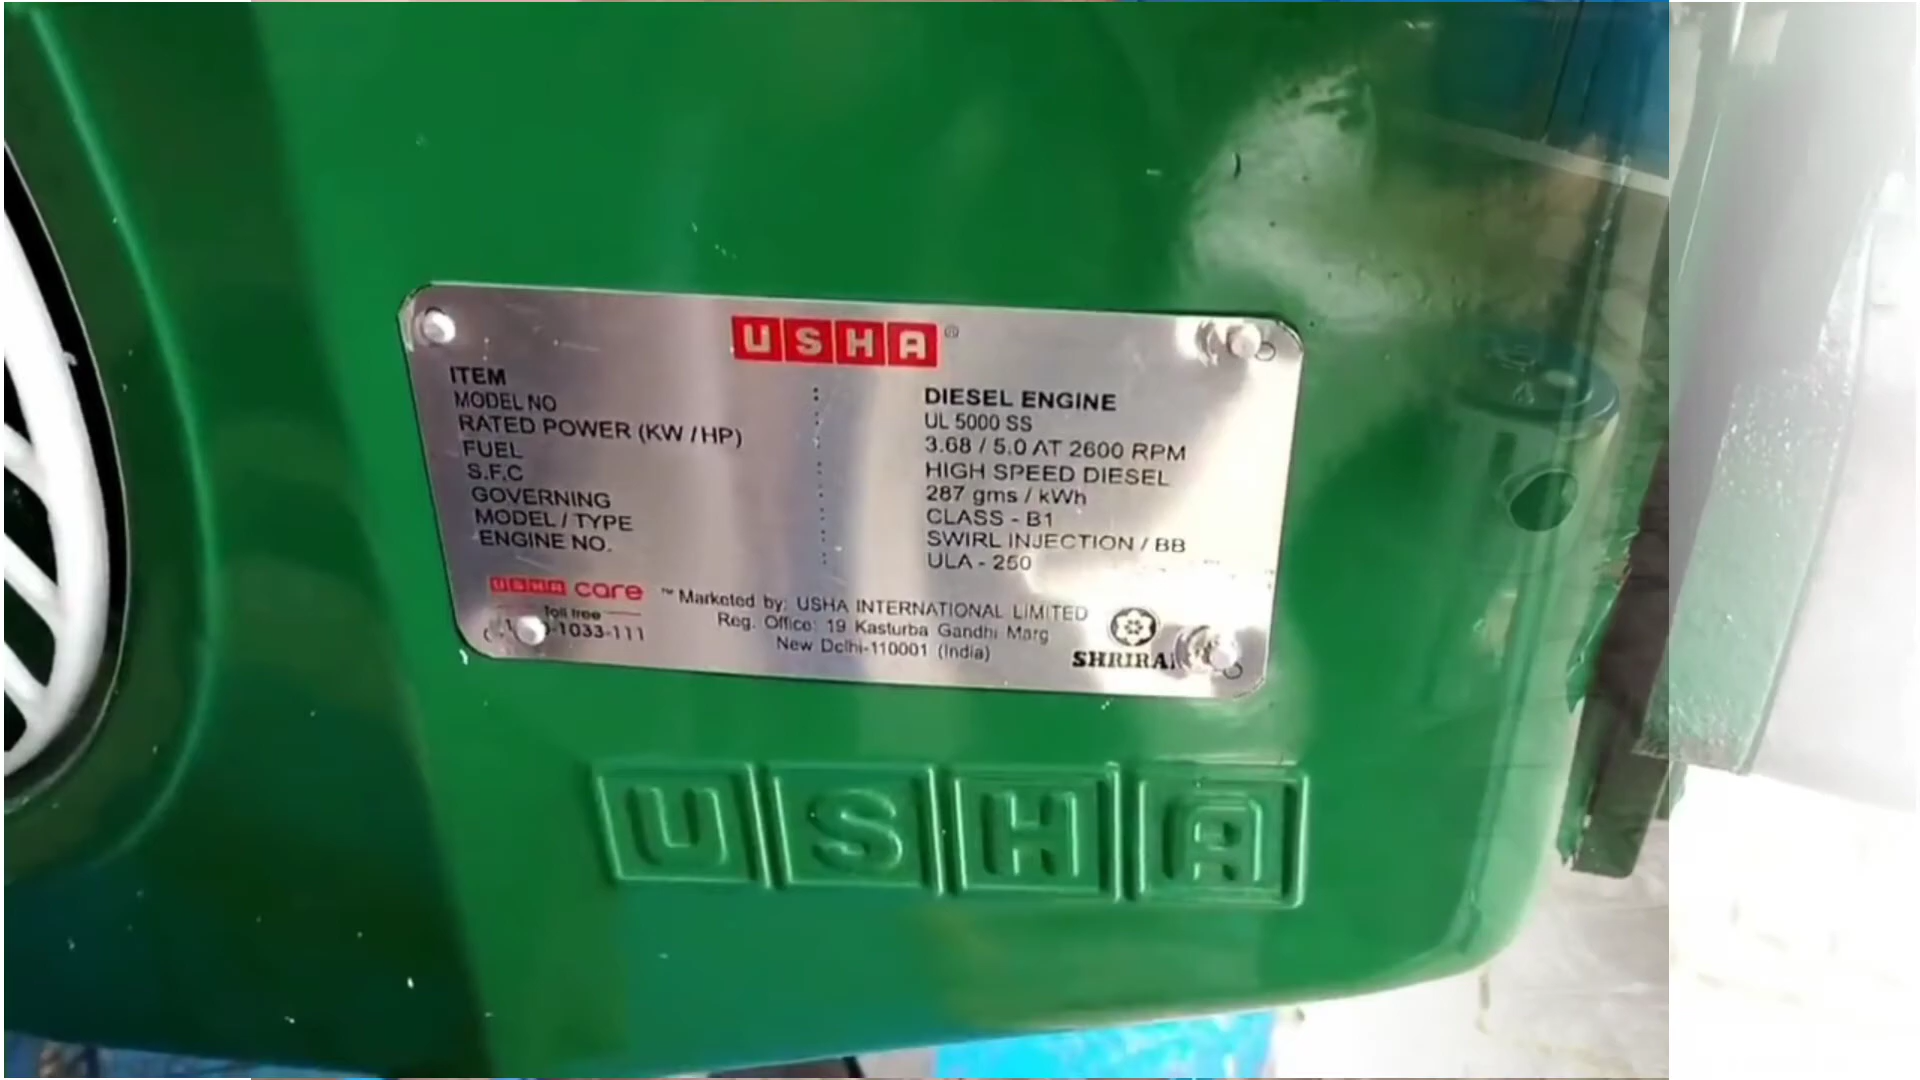 USHA®
ITEM : DIESEL ENGINE
MODEL NO : UL 5000 SS
RATED POWER (KW / HP) : 3.68 / 5.0 AT 2600 RPM
FUEL : HIGH SPEED DIESEL
S.F.C : 287 gms / kWh
GOVERNING : CLASS - B1
MODEL / TYPE : SWIRL INJECTION / BB
ENGINE NO. : ULA - 250
USHA care ™
toll free
-1033-111
Marketed by: USHA INTERNATIONAL LIMITED
Reg. Office: 19 Kasturba Gandhi Marg
New Delhi-110001 (India)
USHA